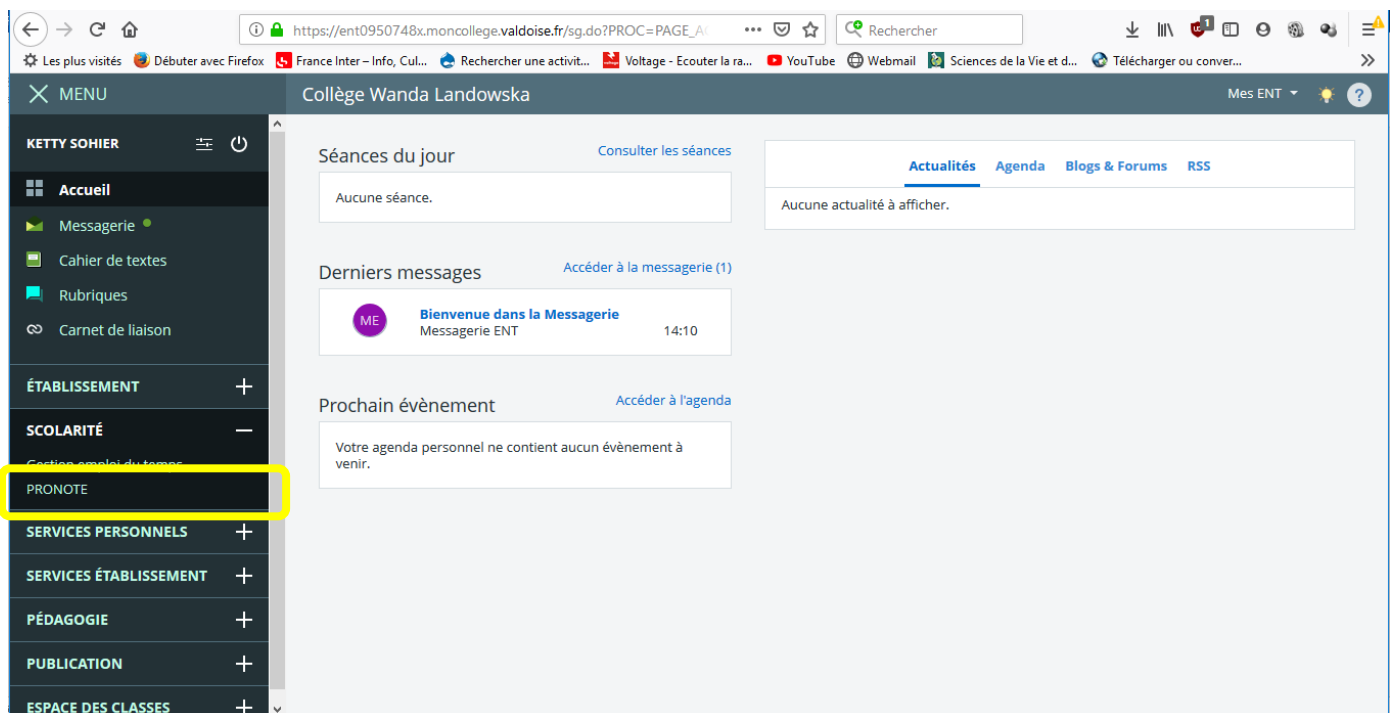 https://ent0950748x.moncollege.valdoise.fr/sg.do?PROC=PAGE_A
Rechercher
1
Les plus visités Débuter avec Firefox France Inter – Info, Cul... Rechercher une activit... Voltage - Ecouter la ra... YouTube Webmail Sciences de la Vie et d... Télécharger ou conver...
MENU
Collège Wanda Landowska
Mes ENT
?
KETTY SOHIER
Accueil
Messagerie
Cahier de textes
Rubriques
Carnet de liaison
ÉTABLISSEMENT
SCOLARITÉ
Gestion emploi du temps
PRONOTE
SERVICES PERSONNELS
SERVICES ÉTABLISSEMENT
PÉDAGOGIE
PUBLICATION
ESPACE DES CLASSES
Séances du jour
Consulter les séances
Aucune séance.
Derniers messages
Accéder à la messagerie (1)
ME
Bienvenue dans la Messagerie
Messagerie ENT 14:10
Prochain évènement
Accéder à l'agenda
Votre agenda personnel ne contient aucun évènement à
venir.
Actualités Agenda Blogs & Forums RSS
Aucune actualité à afficher.